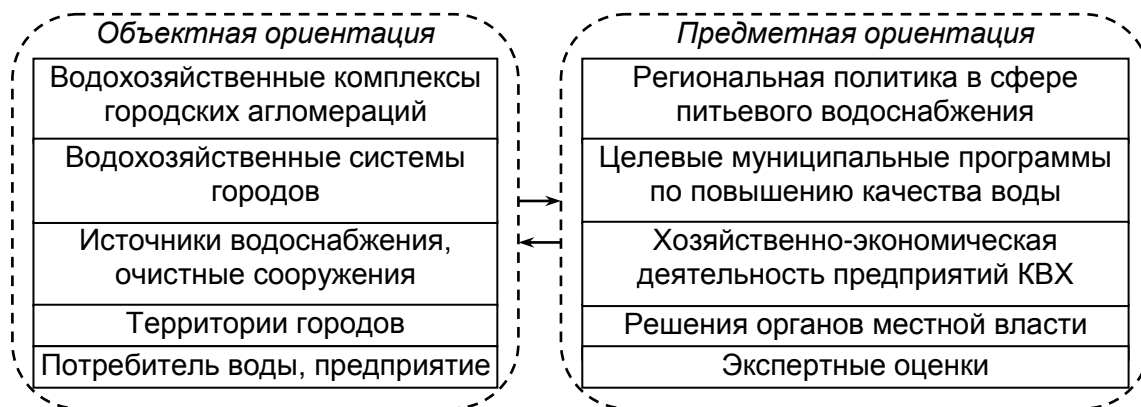 Объектная ориентация
Водохозяйственные комплексы
городских агломераций
Водохозяйственные системы
городов
Источники водоснабжения,
очистные сооружения
Территории городов
Потребитель воды, предприятие
Предметная ориентация
Региональная политика в сфере
питьевого водоснабжения
Целевые муниципальные программы
по повышению качества воды
Хозяйственно-экономическая
деятельность предприятий КВХ
Решения органов местной власти
Экспертные оценки